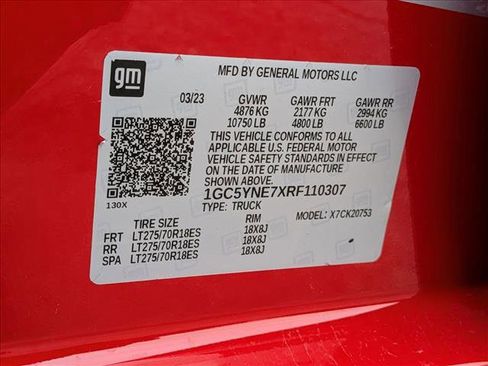 gm
MFD BY GENERAL MOTORS LLC
03/23 GVWR GAWR FRT GAWR RR
4876 KG 2177 KG 2994 KG
10750 LB 4800 LB 6600 LB
THIS VEHICLE CONFORMS TO ALL
APPLICABLE U.S. FEDERAL MOTOR
VEHICLE SAFETY STANDARDS IN EFFECT
ON THE DATE OF MANUFACTURE SHOWN ABOVE.
1GC5YNE7XRF110307
130X TYPE: TRUCK MODEL: X7CK20753
TIRE SIZE RIM
FRT LT275/70R18ES 18X8J
RR LT275/70R18ES 18X8J
SPA LT275/70R18ES 18X8J